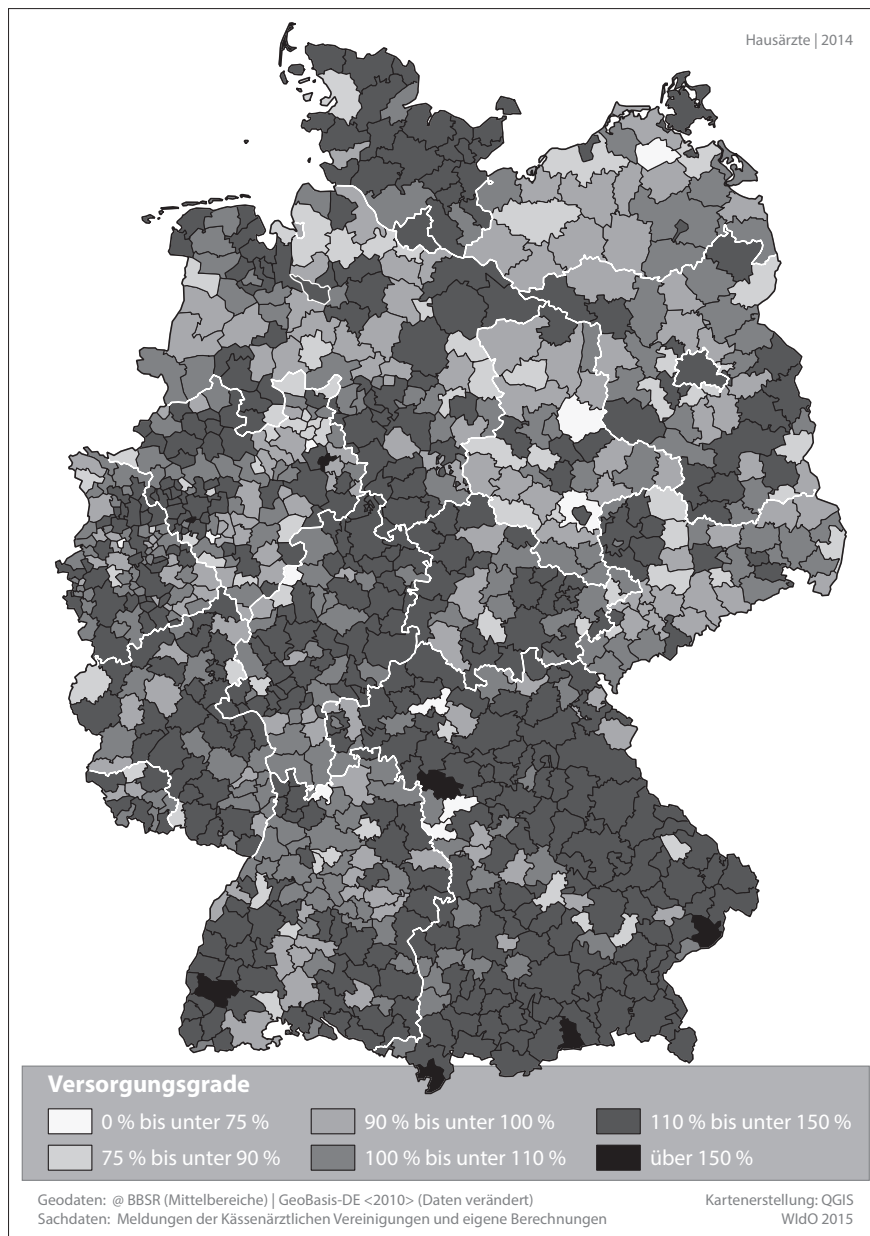 Hausärzte | 2014
Versorgungsgrade
0 % bis unter 75 %
90 % bis unter 100 %
110 % bis unter 150 %
75 % bis unter 90 %
100 % bis unter 110 %
über 150 %
Geodaten: @ BBSR (Mittelbereiche) | GeoBasis-DE <2010> (Daten verändert)
Kartenerstellung: QGIS
Sachdaten: Meldungen der Kässenärztlichen Vereinigungen und eigene Berechnungen
WIdO 2015